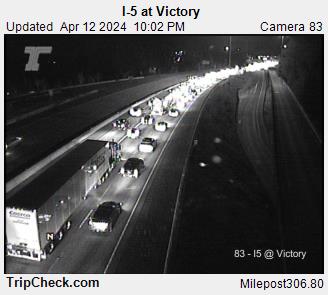 I-5 at Victory
Updated Apr 12 2024 10:02 PM Camera 83
T
COSTCO
83 - I5 @ Victory
TripCheck.com Milepost306.80